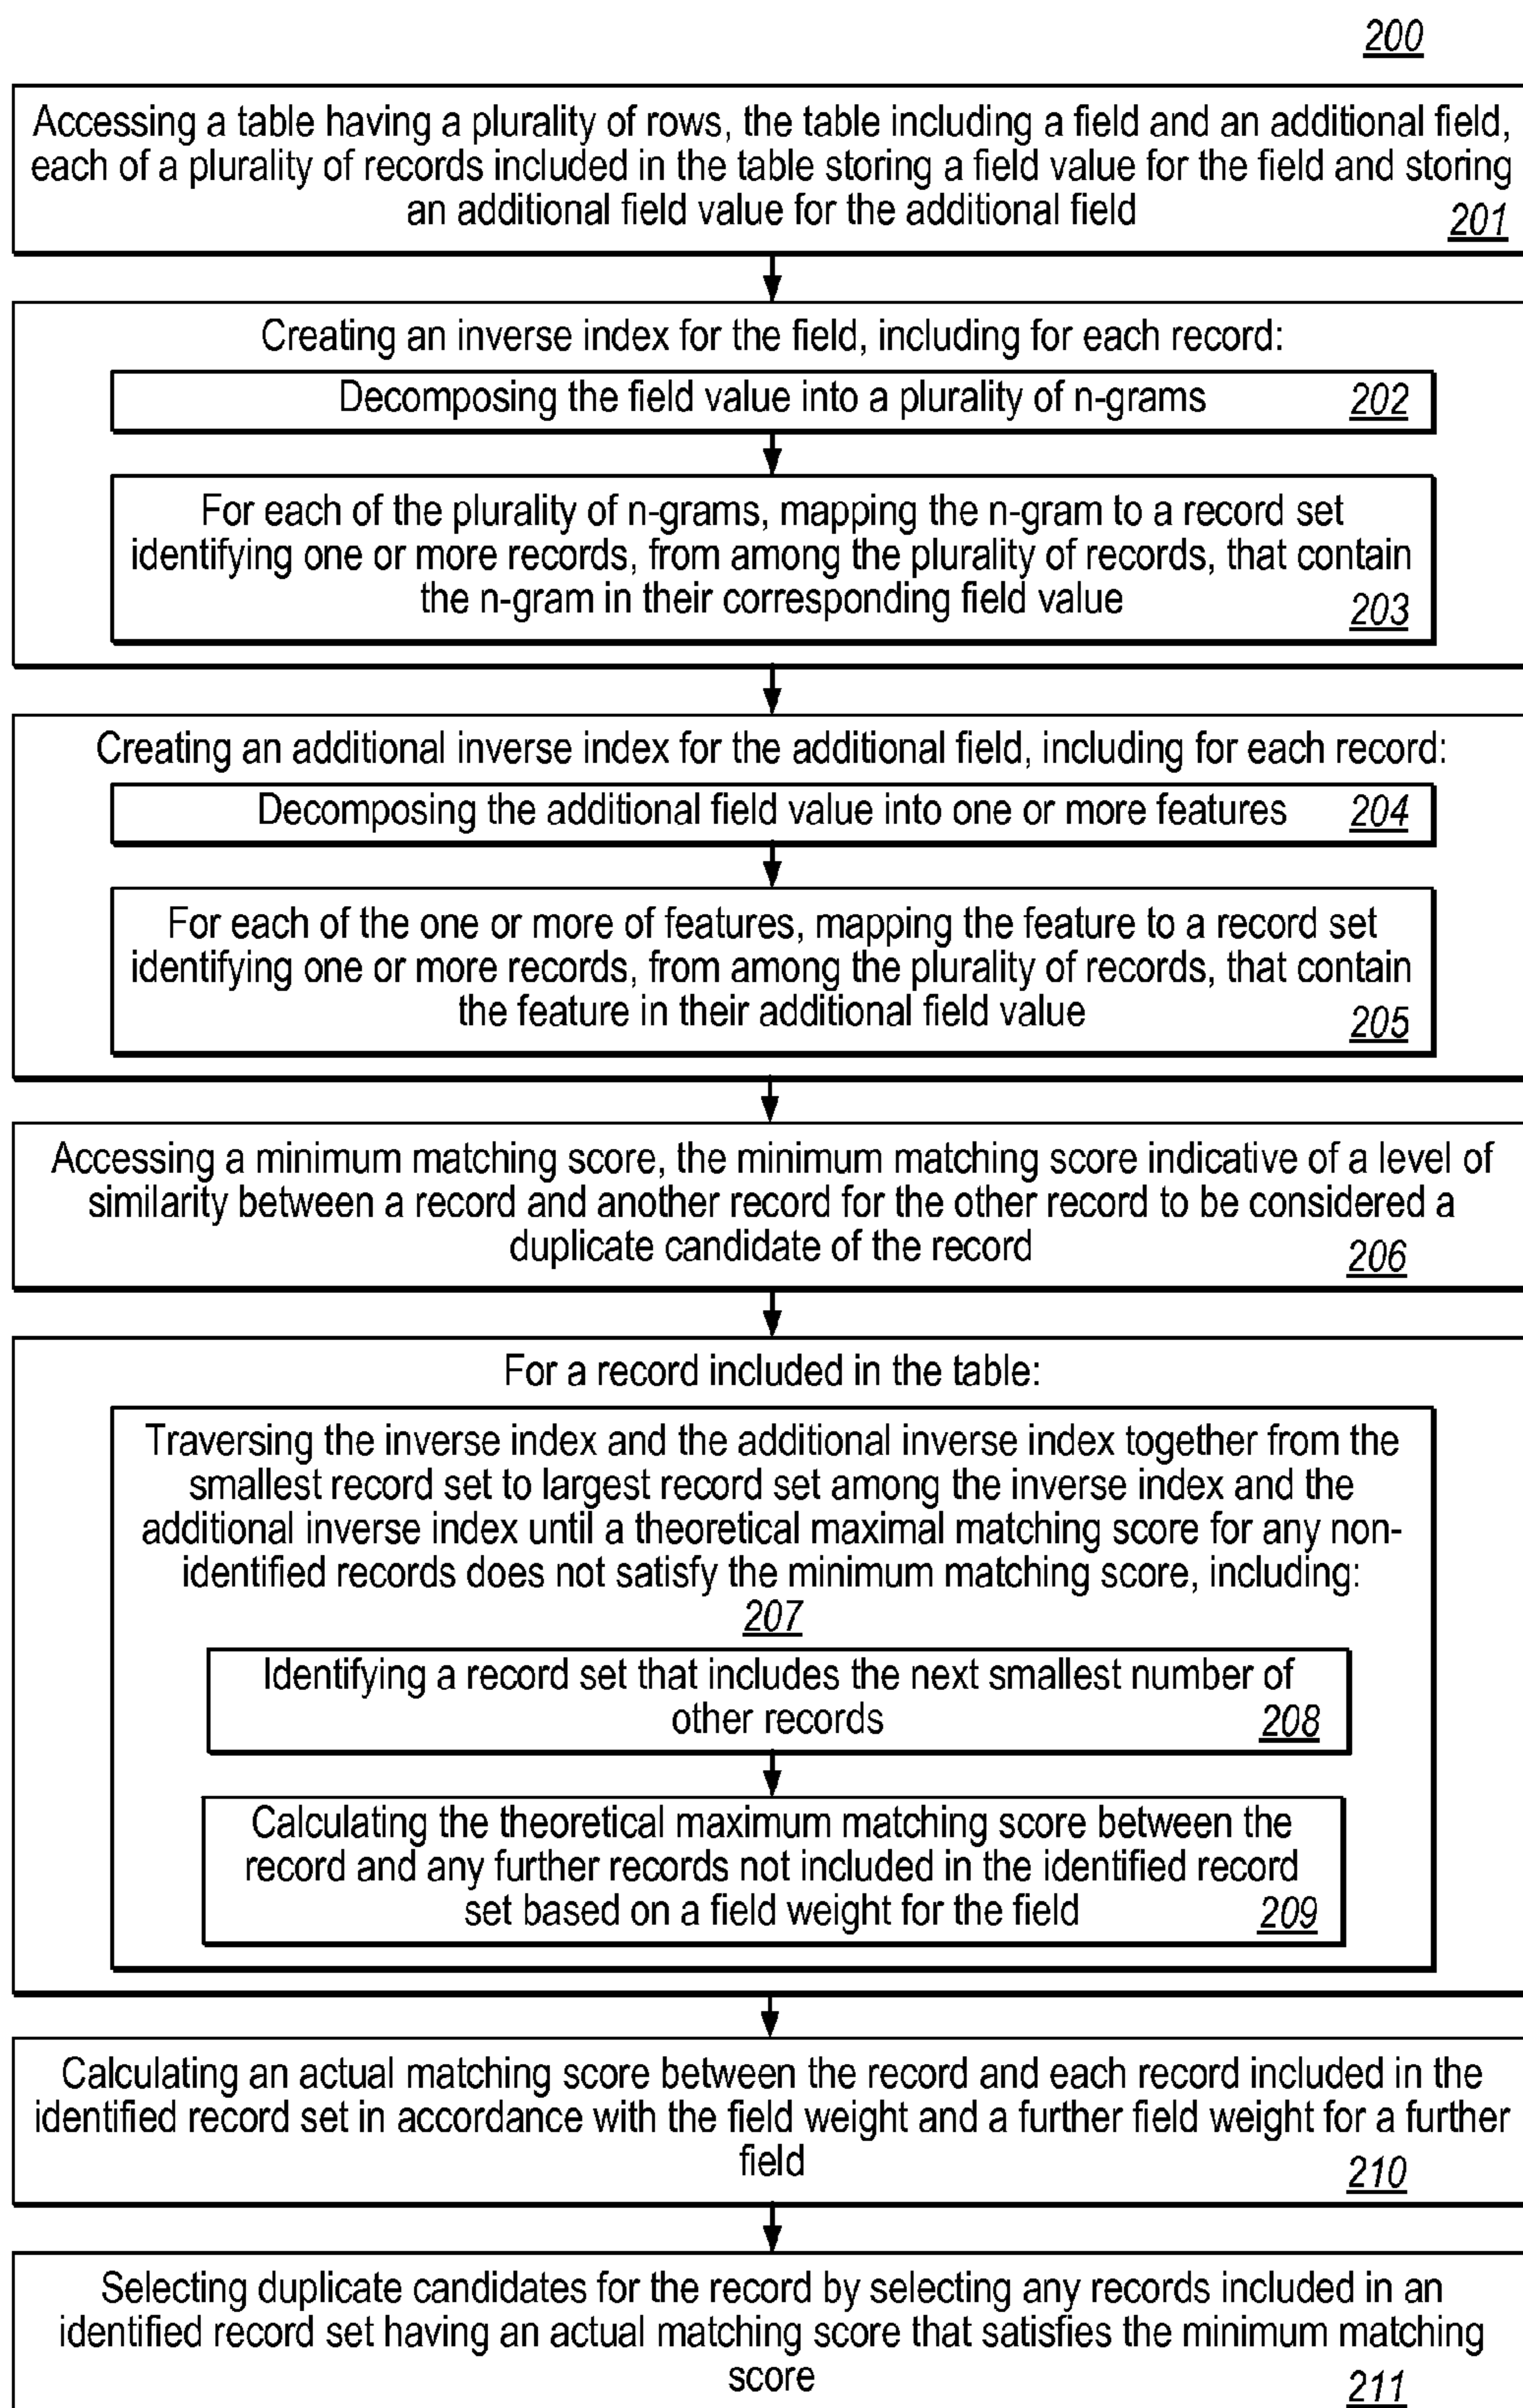 200
Accessing a table having a plurality of rows, the table including a field and an additional field,
each of a plurality of records included in the table storing a field value for the field and storing
an additional field value for the additional field
201
Creating an inverse index for the field, including for each record:
Decomposing the field value into a plurality of n-grams 202
For each of the plurality of n-grams, mapping the n-gram to a record set
identifying one or more records, from among the plurality of records, that contain
the n-gram in their corresponding field value
203
Creating an additional inverse index for the additional field, including for each record:
Decomposing the additional field value into one or more features 204
For each of the one or more of features, mapping the feature to a record set
identifying one or more records, from among the plurality of records, that contain
the feature in their additional field value
205
Accessing a minimum matching score, the minimum matching score indicative of a level of
similarity between a record and another record for the other record to be considered a
duplicate candidate of the record
206
For a record included in the table:
Traversing the inverse index and the additional inverse index together from the
smallest record set to largest record set among the inverse index and the
additional inverse index until a theoretical maximal matching score for any non-
identified records does not satisfy the minimum matching score, including:
207
Identifying a record set that includes the next smallest number of
other records
208
Calculating the theoretical maximum matching score between the
record and any further records not included in the identified record
set based on a field weight for the field
209
Calculating an actual matching score between the record and each record included in the
identified record set in accordance with the field weight and a further field weight for a further
field
210
Selecting duplicate candidates for the record by selecting any records included in an
identified record set having an actual matching score that satisfies the minimum matching
score
211